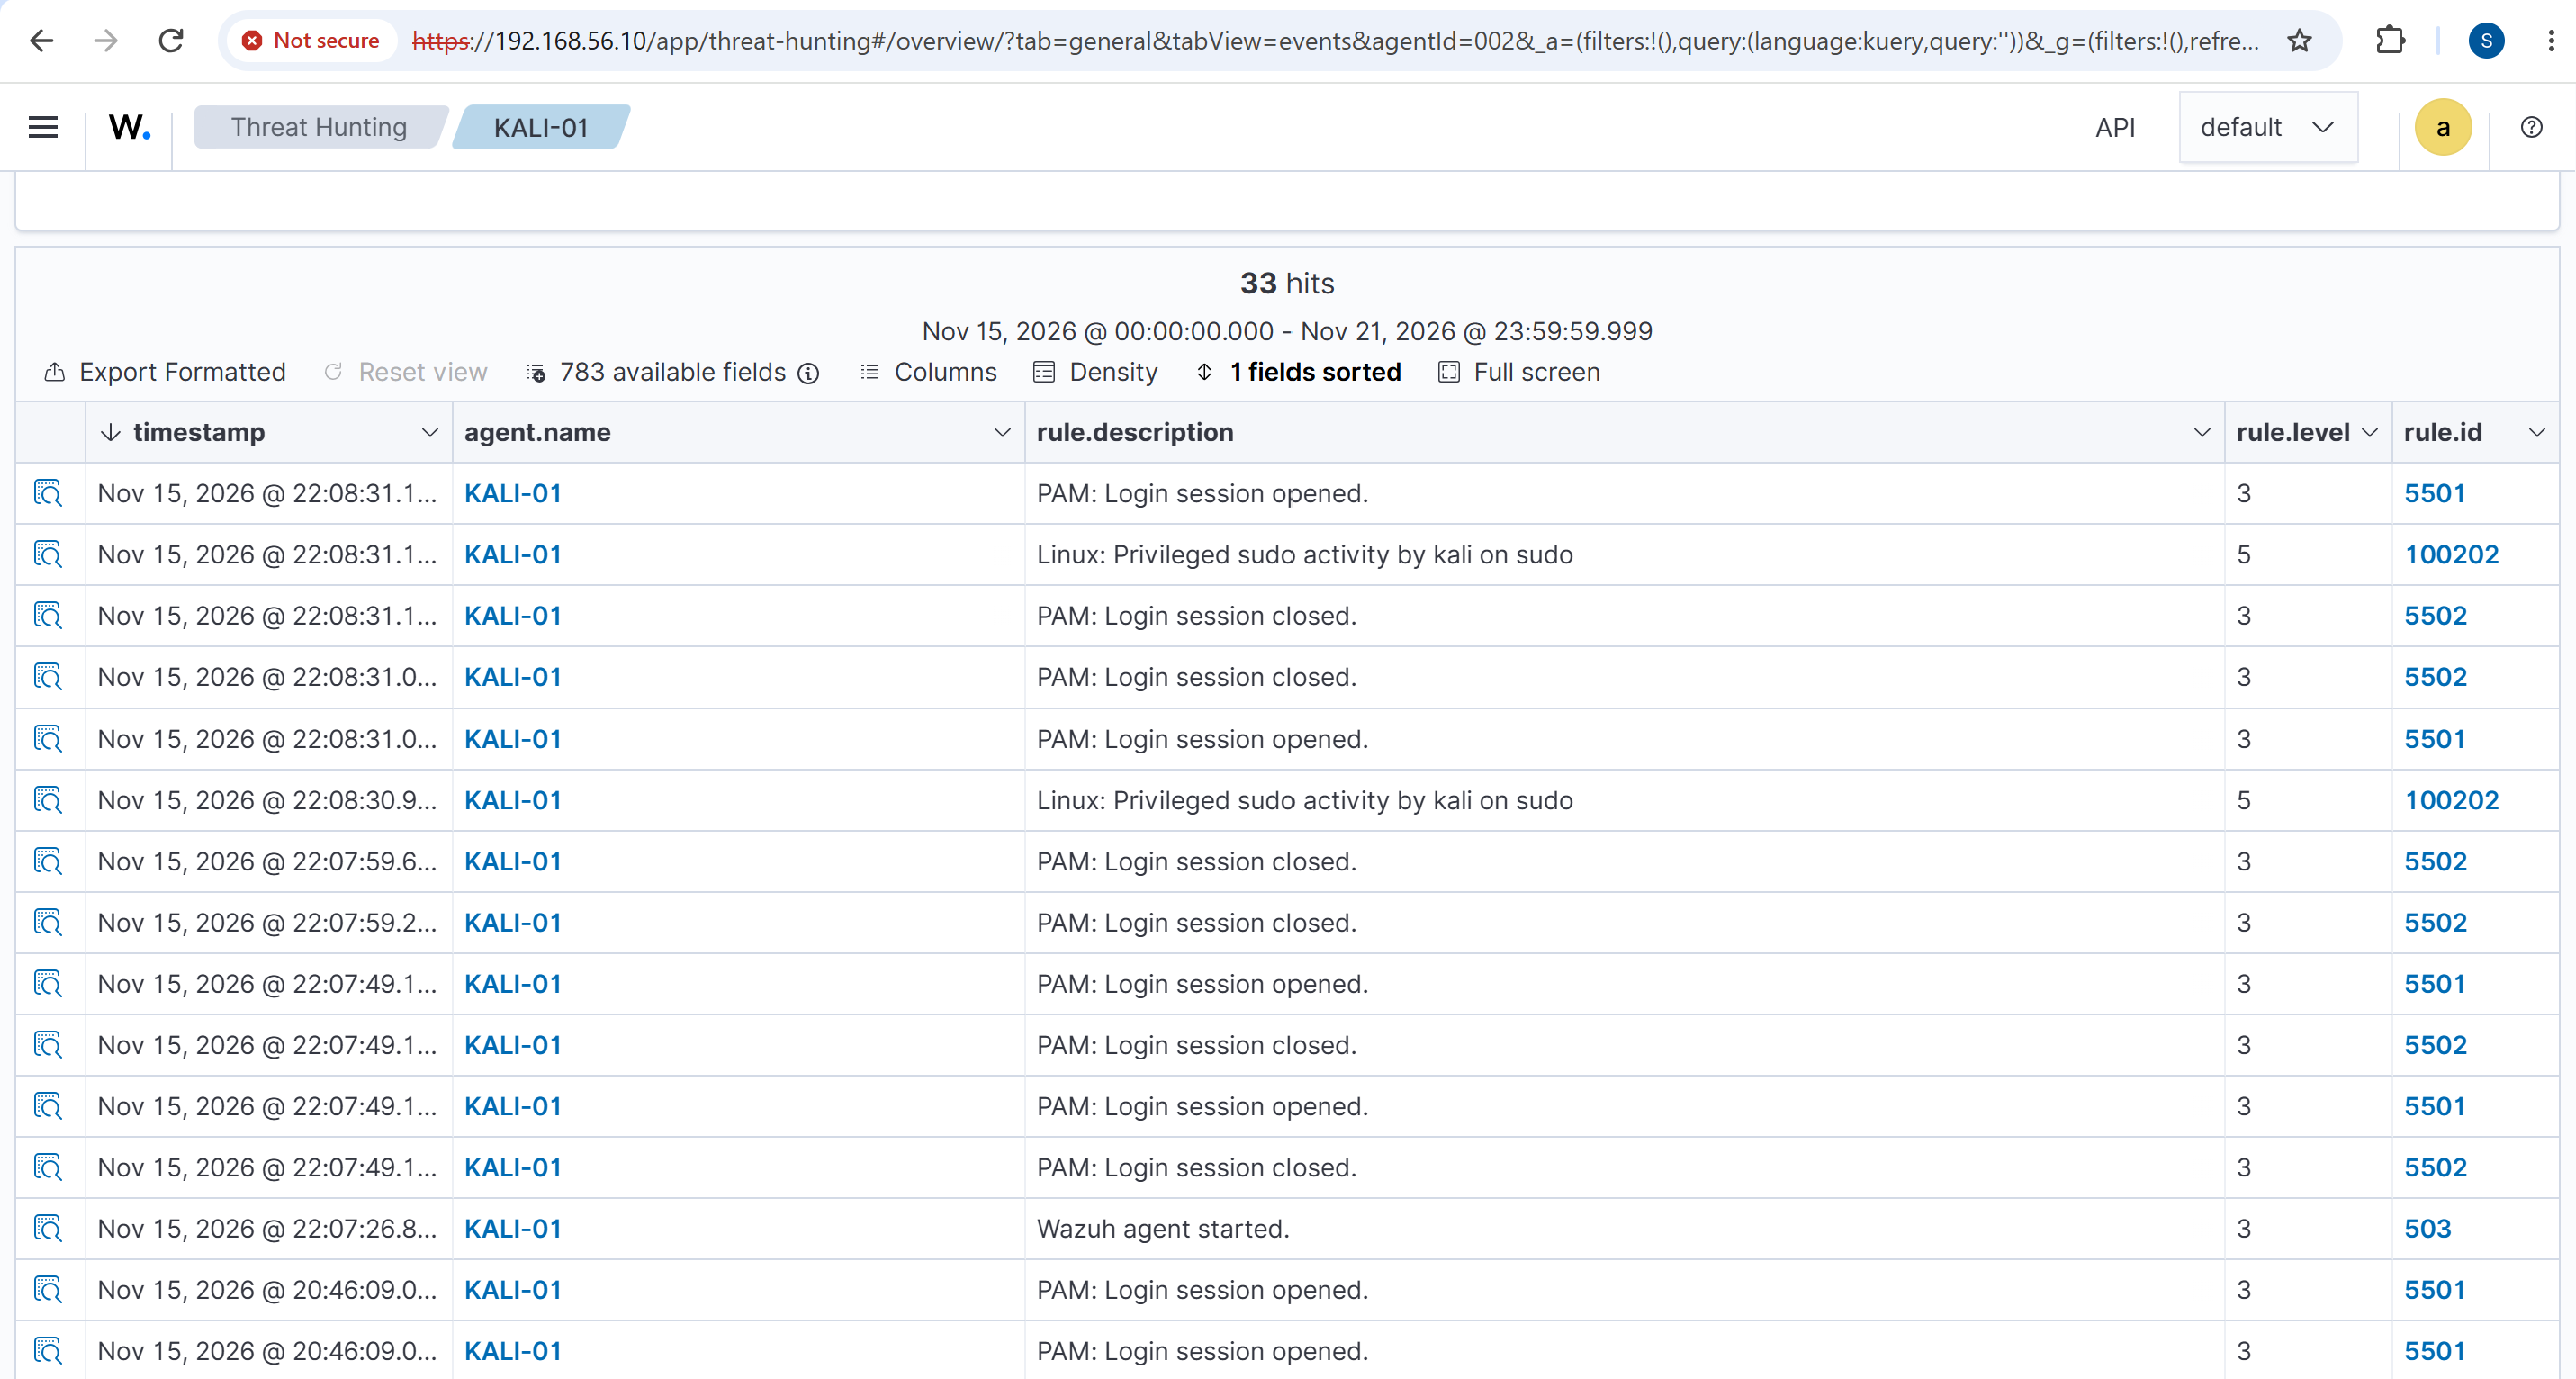 Not secure https://192.168.56.10/app/threat-hunting#/overview/?tab=general&tabView=events&agentId=002&_a=(filters:!(),query:(language:kuery,query:''))&_g=(filters:!(),refre... S
W. Threat Hunting KALI-01 API default a
33 hits
Nov 15, 2026 @ 00:00:00.000 - Nov 21, 2026 @ 23:59:59.999
Export Formatted Reset view 783 available fields Columns Density 1 fields sorted Full screen
timestamp agent.name rule.description rule.level rule.id
Nov 15, 2026 @ 22:08:31.1... KALI-01 PAM: Login session opened. 3 5501
Nov 15, 2026 @ 22:08:31.1... KALI-01 Linux: Privileged sudo activity by kali on sudo 5 100202
Nov 15, 2026 @ 22:08:31.1... KALI-01 PAM: Login session closed. 3 5502
Nov 15, 2026 @ 22:08:31.0... KALI-01 PAM: Login session closed. 3 5502
Nov 15, 2026 @ 22:08:31.0... KALI-01 PAM: Login session opened. 3 5501
Nov 15, 2026 @ 22:08:30.9... KALI-01 Linux: Privileged sudo activity by kali on sudo 5 100202
Nov 15, 2026 @ 22:07:59.6... KALI-01 PAM: Login session closed. 3 5502
Nov 15, 2026 @ 22:07:59.2... KALI-01 PAM: Login session closed. 3 5502
Nov 15, 2026 @ 22:07:49.1... KALI-01 PAM: Login session opened. 3 5501
Nov 15, 2026 @ 22:07:49.1... KALI-01 PAM: Login session closed. 3 5502
Nov 15, 2026 @ 22:07:49.1... KALI-01 PAM: Login session opened. 3 5501
Nov 15, 2026 @ 22:07:49.1... KALI-01 PAM: Login session closed. 3 5502
Nov 15, 2026 @ 22:07:26.8... KALI-01 Wazuh agent started. 3 503
Nov 15, 2026 @ 20:46:09.0... KALI-01 PAM: Login session opened. 3 5501
Nov 15, 2026 @ 20:46:09.0... KALI-01 PAM: Login session opened. 3 5501